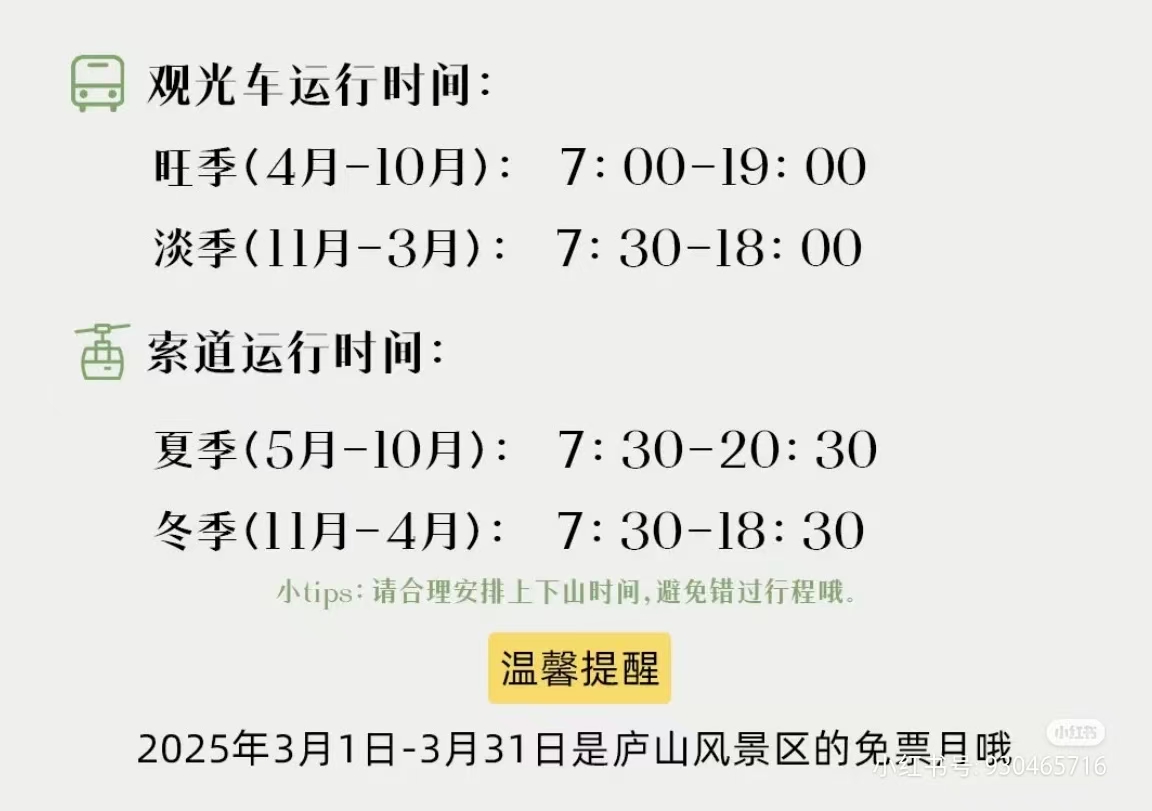 观光车运行时间:
旺季(4月-10月): 7:00-19:00
淡季(11月-3月): 7:30-18:00
索道运行时间:
夏季(5月-10月): 7:30-20:30
冬季(11月-4月): 7:30-18:30
小tips:请合理安排上下山时间,避免错过行程哦。
温馨提醒
2025年3月1日-3月31日是庐山风景区的免票月哦
小红书
小红书号: 930465716